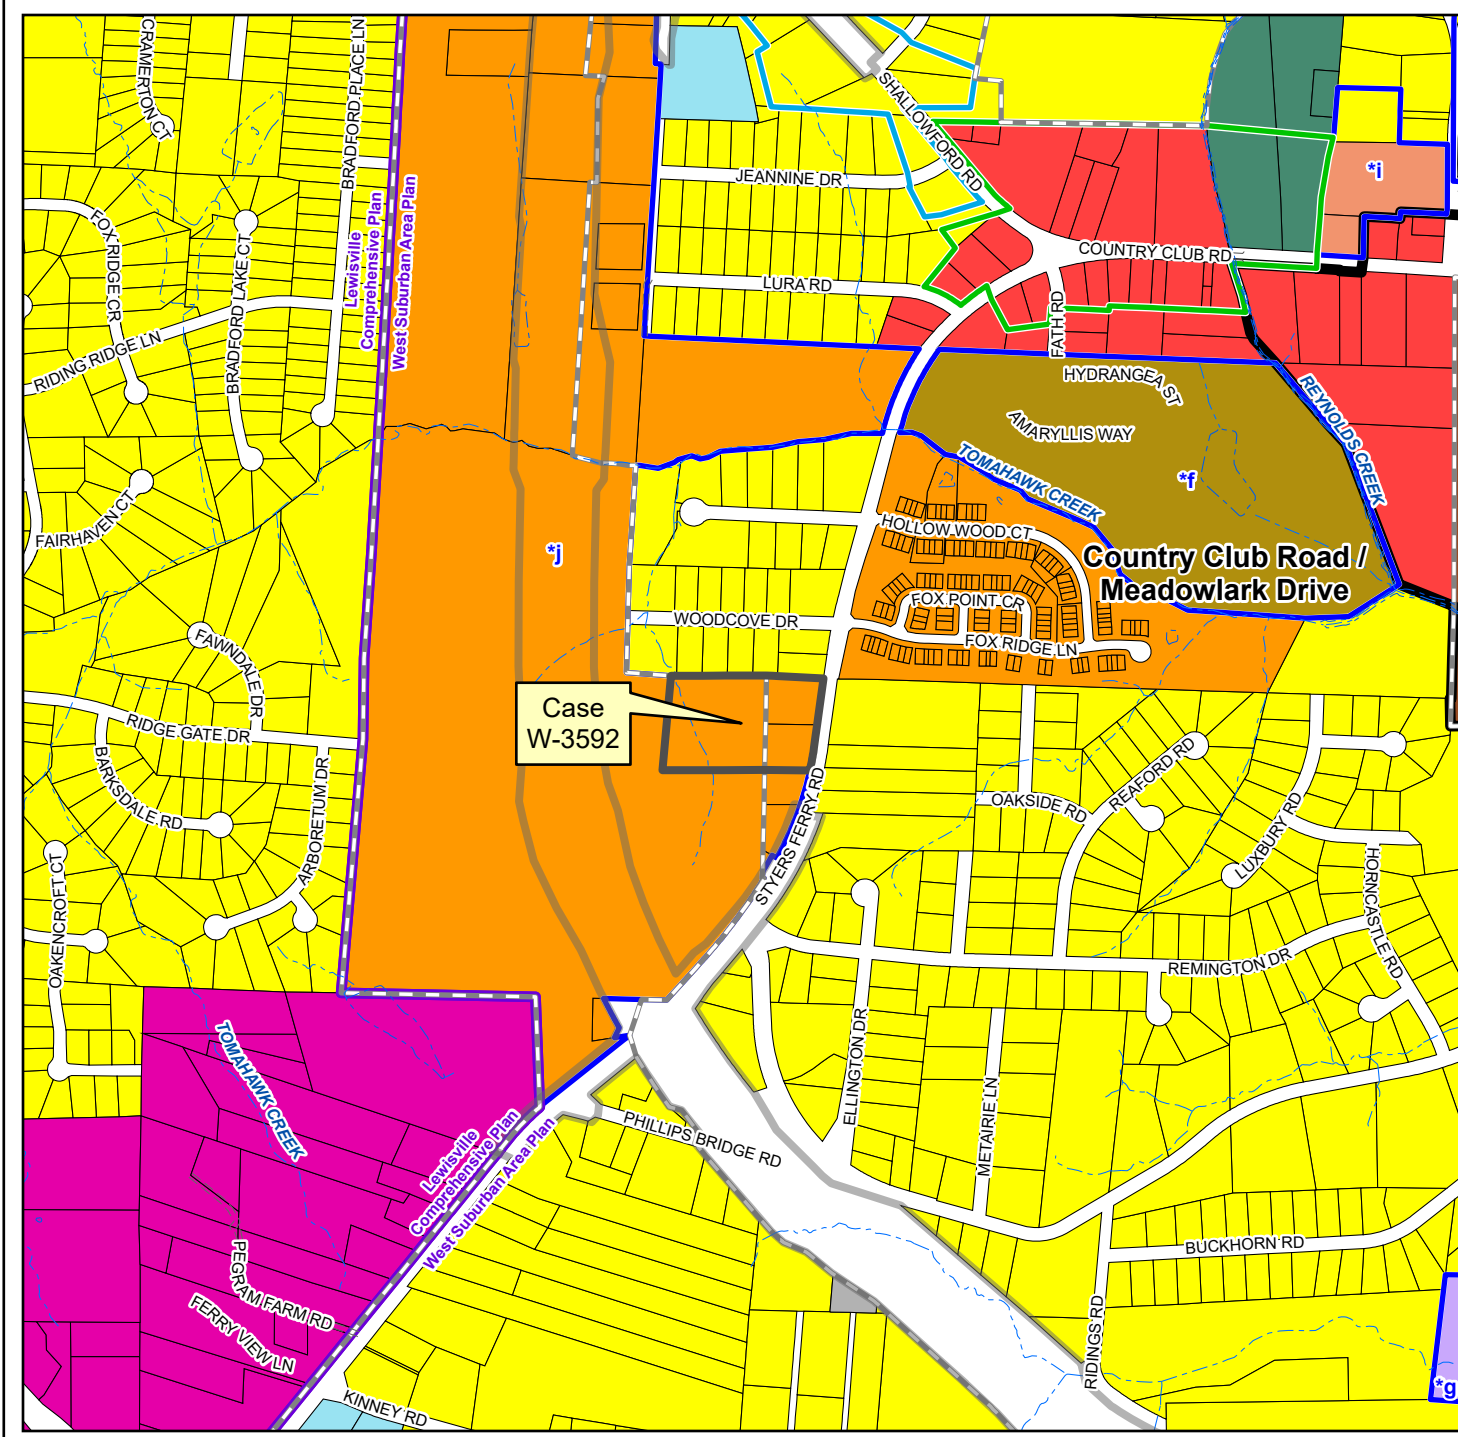 CRAMERTON CT
BRADFORD PLACE LN
SHALLOWFORD RD
JEANNINE DR
*i
FOX RIDGE CR
BRADFORD LAKE CT
Lewisville
Comprehensive Plan
West Suburban Area Plan
COUNTRY CLUB RD
LURA RD
FATH RD
RIDING RIDGE LN
HYDRANGEA ST
AMARYLLIS WAY
REYNOLDS CREEK
TOMAHAWK CREEK
*f
FAIRHAVEN CT
HOLLOW WOOD CT
*j
Country Club Road /
Meadowlark Drive
FOX POINT CR
WOODCOVE DR
FOX RIDGE LN
FAWNDALE DR
Case
W-3592
RIDGE GATE DR
BARKSDALE RD
ARBORETUM DR
STYERS FERRY RD
OAKSIDE RD
REAFORD RD
LUXBURY RD
HORNCASTLE RD
OAKENCROFT CT
REMINGTON DR
ELLINGTON DR
METAIRIE LN
TOMAHAWK CREEK
PHILLIPS BRIDGE RD
Lewisville
Comprehensive Plan
West Suburban Area Plan
BUCKHORN RD
PEGRAM FARM RD
FERRY VIEW LN
RIDINGS RD
KINNEY RD
*g